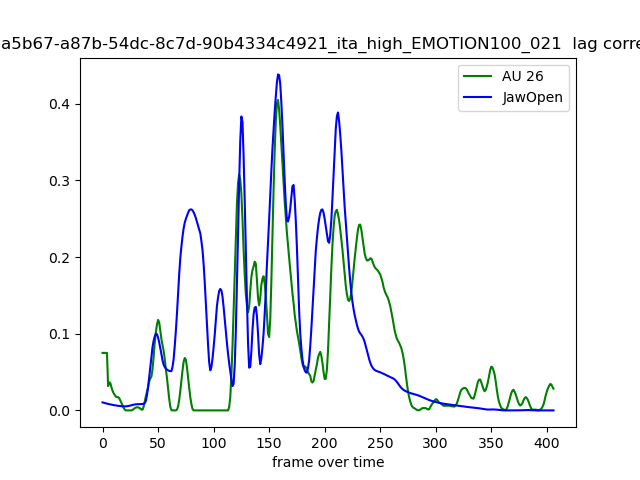 a5b67-a87b-54dc-8c7d-90b4334c4921_ita_high_EMOTION100_021 lag corre
AU 26
JawOpen
0.4
0.3
0.2
0.1
0.0
0 50 100 150 200 250 300 350 400
frame over time